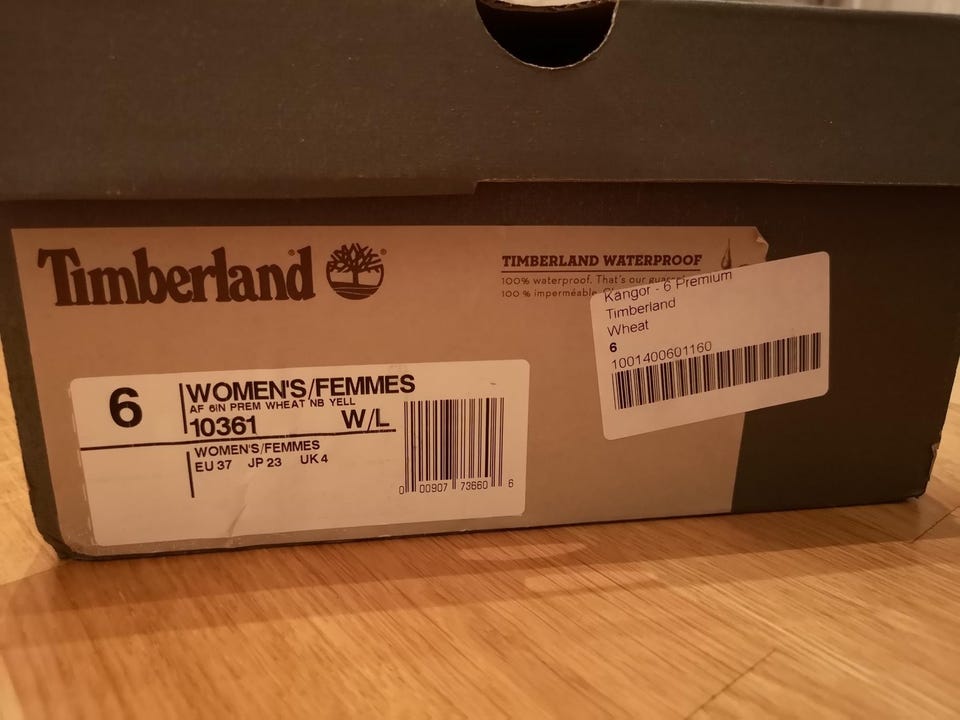 Timberland ®
TIMBERLAND WATERPROOF
100% waterproof. That's our
100% imperméable.
Kangor - 6 Premium
Timberland
Wheat
6
1001400601160
6
WOMEN'S/FEMMES
AF 6IN PREM WHEAT NB YELL
10361 W/L
WOMEN'S/FEMMES
EU 37 JP 23 UK 4
0 00907 73660 6